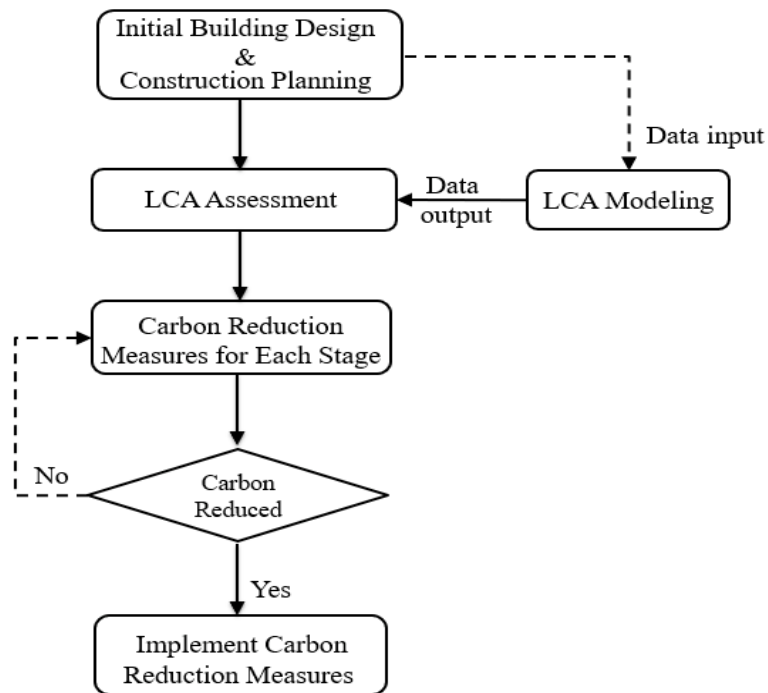 Initial Building Design
&
Construction Planning
Data input
LCA Assessment
Data
output
LCA Modeling
Carbon Reduction
Measures for Each Stage
No
Carbon
Reduced
Yes
Implement Carbon
Reduction Measures